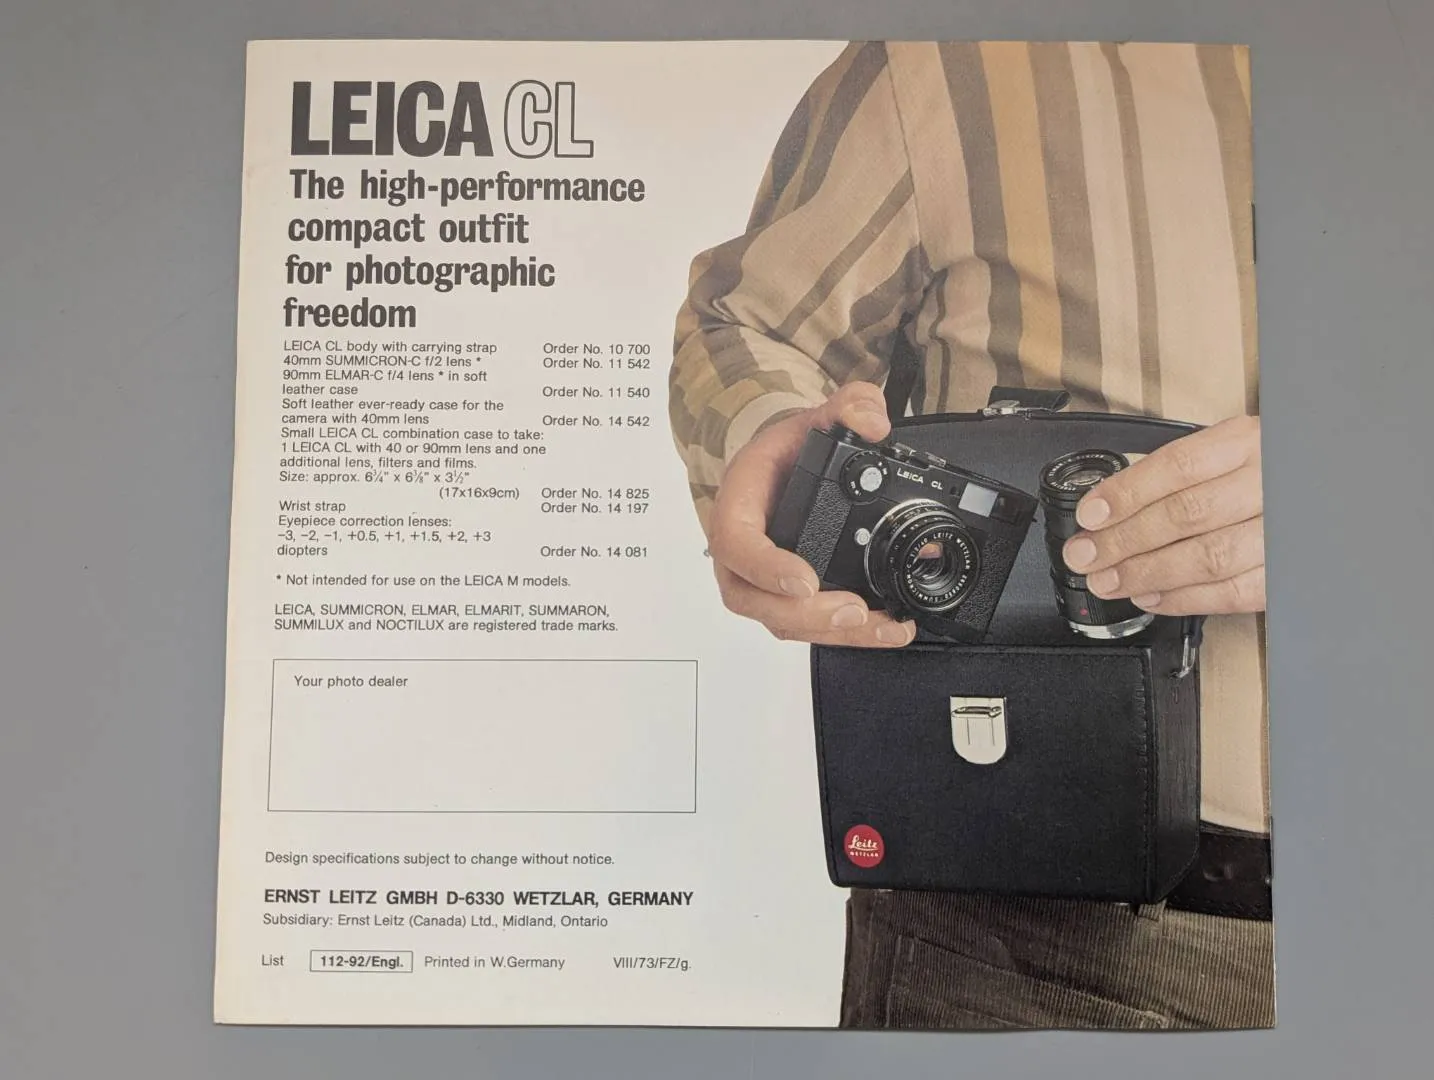 LEICA CL
The high-performance
compact outfit
for photographic
freedom
LEICA CL body with carrying strap Order No. 10 700
40mm SUMMICRON-C f/2 lens * Order No. 11 542
90mm ELMAR-C f/4 lens * in soft
leather case Order No. 11 540
Soft leather ever-ready case for the
camera with 40mm lens Order No. 14 542
Small LEICA CL combination case to take:
1 LEICA CL with 40 or 90mm lens and one
additional lens, filters and films.
Size: approx. 6¾" x 6⅜" x 3½"
(17x16x9cm) Order No. 14 825
Wrist strap Order No. 14 197
Eyepiece correction lenses:
–3, –2, –1, +0.5, +1, +1.5, +2, +3
diopters Order No. 14 081
* Not intended for use on the LEICA M models.
LEICA, SUMMICRON, ELMAR, ELMARIT, SUMMARON,
SUMMILUX and NOCTILUX are registered trade marks.
Your photo dealer
Design specifications subject to change without notice.
ERNST LEITZ GMBH D-6330 WETZLAR, GERMANY
Subsidiary: Ernst Leitz (Canada) Ltd., Midland, Ontario
List 112-92/Engl. Printed in W.Germany VIII/73/FZ/g.
LEICA CL
SUMMICRON-C 1:2/40 LEITZ WETZLAR
Leitz
WETZLAR